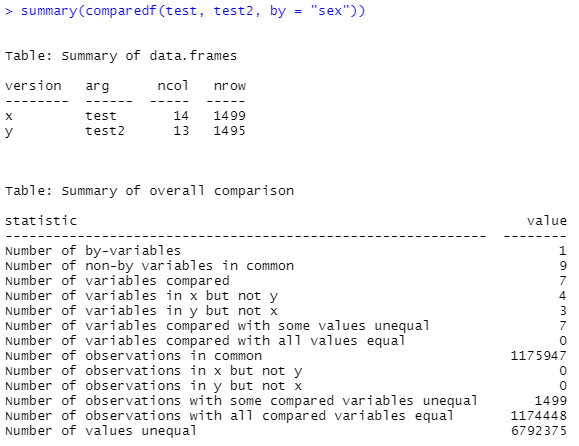 > summary(comparedf(test, test2, by = "sex"))
Table: Summary of data.frames
version   arg      ncol   nrow
--------  ------  -----  -----
x         test       14   1499
y         test2      13   1495
Table: Summary of overall comparison
statistic                                                      value
------------------------------------------------------------  --------
Number of by-variables                                         1
Number of non-by variables in common                           9
Number of variables compared                                   7
Number of variables in x but not y                             4
Number of variables in y but not x                             3
Number of variables compared with some values unequal          7
Number of variables compared with all values equal             0
Number of observations in common                               1175947
Number of observations in x but not y                          0
Number of observations in y but not x                          0
Number of observations with some compared variables unequal    1499
Number of observations with all compared variables equal       1174448
Number of values unequal                                       6792375